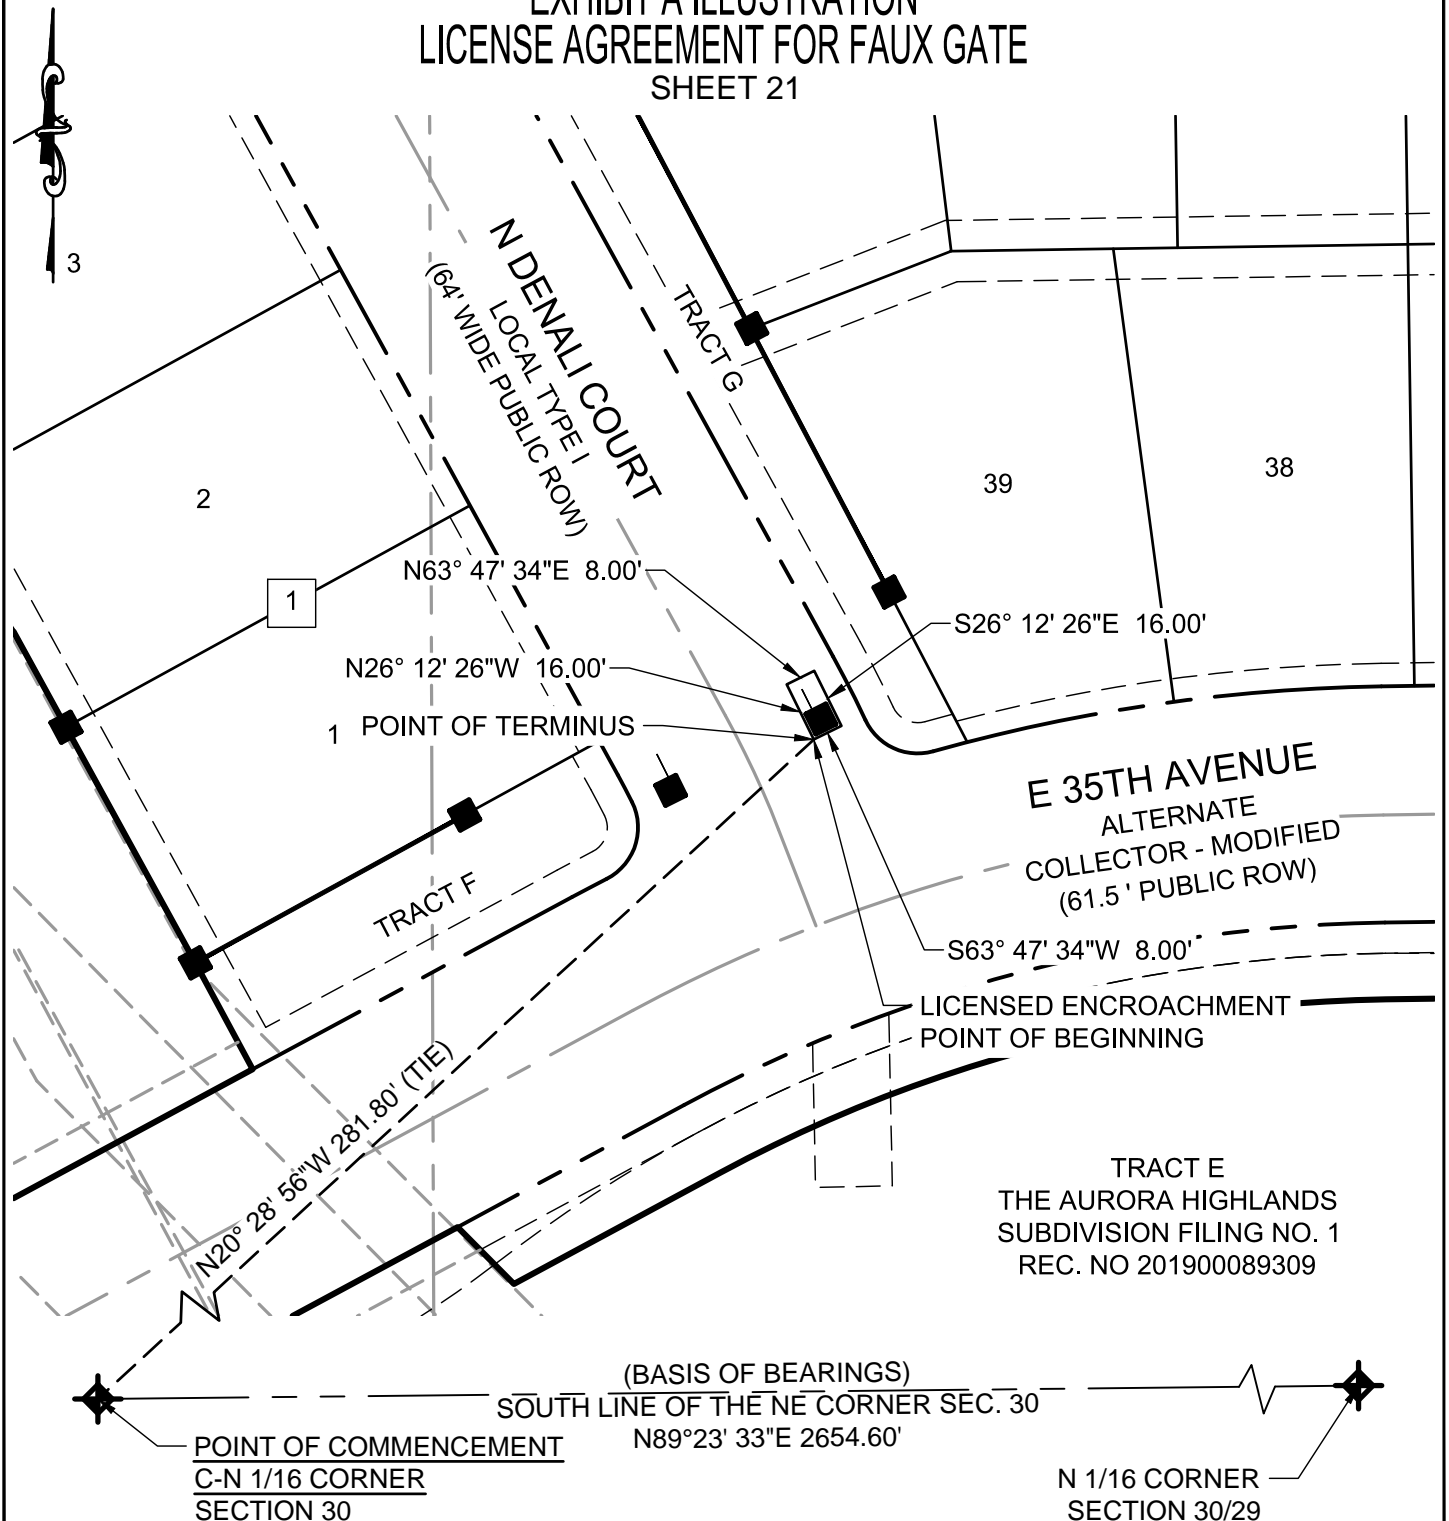 EXHIBIT A ILLUSTRATION
LICENSE AGREEMENT FOR FAUX GATE
SHEET 21
3
N DENALI COURT
LOCAL TYPE I
(64' WIDE PUBLIC ROW)
TRACT G
2
39
38
1
N63° 47' 34"E 8.00'
S26° 12' 26"E 16.00'
N26° 12' 26"W 16.00'
1
POINT OF TERMINUS
E 35TH AVENUE
ALTERNATE
COLLECTOR - MODIFIED
(61.5 ' PUBLIC ROW)
TRACT F
S63° 47' 34"W 8.00'
LICENSED ENCROACHMENT
POINT OF BEGINNING
N20° 28' 56"W 281.80' (TIE)
TRACT E
THE AURORA HIGHLANDS
SUBDIVISION FILING NO. 1
REC. NO 201900089309
(BASIS OF BEARINGS)
SOUTH LINE OF THE NE CORNER SEC. 30
N89°23' 33"E 2654.60'
POINT OF COMMENCEMENT
C-N 1/16 CORNER
SECTION 30
N 1/16 CORNER
SECTION 30/29